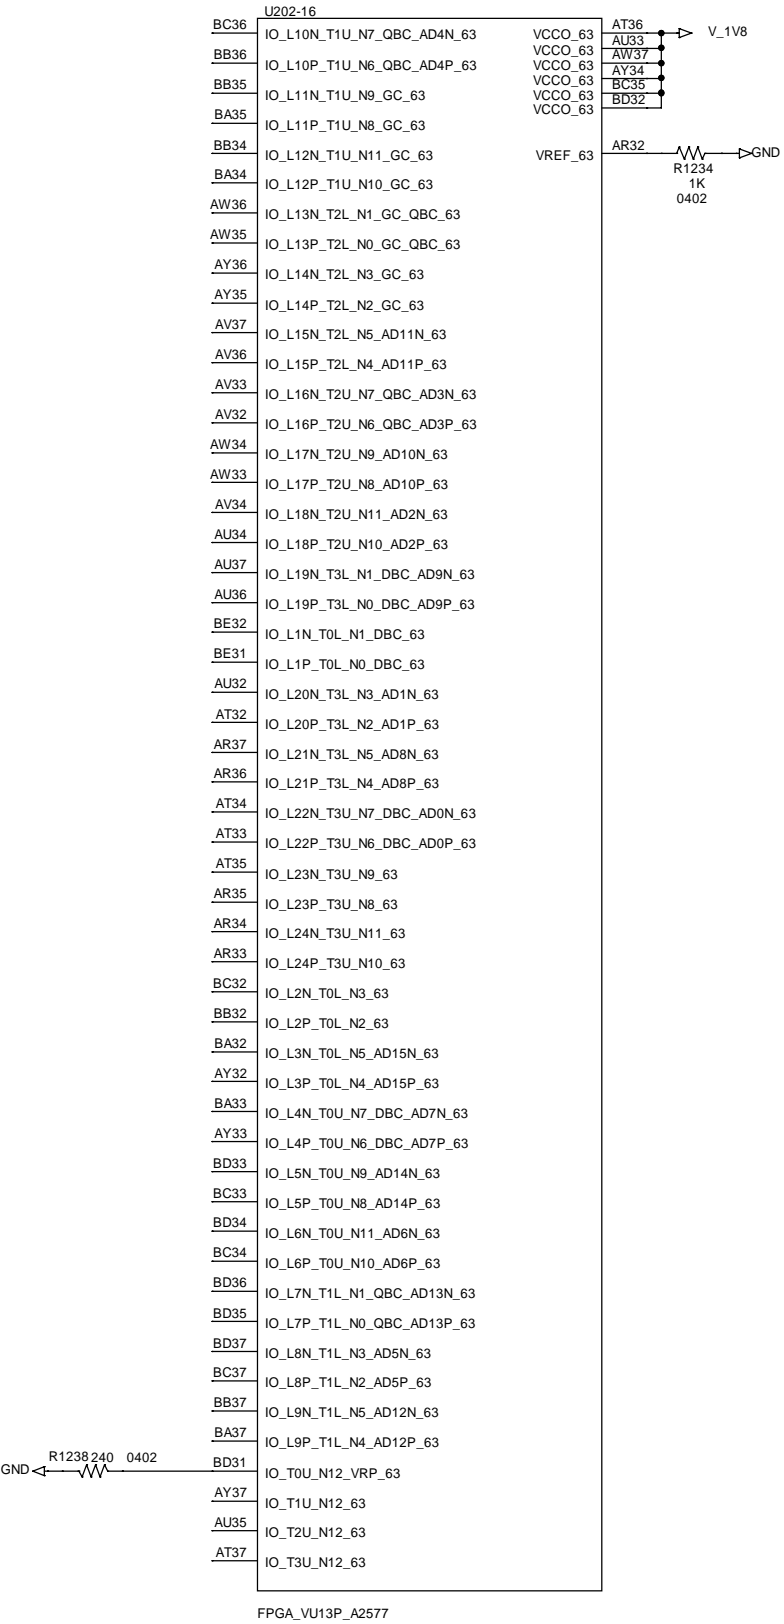 U202-16
BC36 IO_L10N_T1U_N7_QBC_AD4N_63 VCCO_63 AT36 V_1V8
VCCO_63 AU33
BB36 IO_L10P_T1U_N6_QBC_AD4P_63 VCCO_63 AW37
VCCO_63 AY34
BB35 IO_L11N_T1U_N9_GC_63 VCCO_63 BC35
VCCO_63 BD32
BA35 IO_L11P_T1U_N8_GC_63
BB34 IO_L12N_T1U_N11_GC_63 VREF_63 AR32 GND
R1234
1K
0402
BA34 IO_L12P_T1U_N10_GC_63
AW36 IO_L13N_T2L_N1_GC_QBC_63
AW35 IO_L13P_T2L_N0_GC_QBC_63
AY36 IO_L14N_T2L_N3_GC_63
AY35 IO_L14P_T2L_N2_GC_63
AV37 IO_L15N_T2L_N5_AD11N_63
AV36 IO_L15P_T2L_N4_AD11P_63
AV33 IO_L16N_T2U_N7_QBC_AD3N_63
AV32 IO_L16P_T2U_N6_QBC_AD3P_63
AW34 IO_L17N_T2U_N9_AD10N_63
AW33 IO_L17P_T2U_N8_AD10P_63
AV34 IO_L18N_T2U_N11_AD2N_63
AU34 IO_L18P_T2U_N10_AD2P_63
AU37 IO_L19N_T3L_N1_DBC_AD9N_63
AU36 IO_L19P_T3L_N0_DBC_AD9P_63
BE32 IO_L1N_T0L_N1_DBC_63
BE31 IO_L1P_T0L_N0_DBC_63
AU32 IO_L20N_T3L_N3_AD1N_63
AT32 IO_L20P_T3L_N2_AD1P_63
AR37 IO_L21N_T3L_N5_AD8N_63
AR36 IO_L21P_T3L_N4_AD8P_63
AT34 IO_L22N_T3U_N7_DBC_AD0N_63
AT33 IO_L22P_T3U_N6_DBC_AD0P_63
AT35 IO_L23N_T3U_N9_63
AR35 IO_L23P_T3U_N8_63
AR34 IO_L24N_T3U_N11_63
AR33 IO_L24P_T3U_N10_63
BC32 IO_L2N_T0L_N3_63
BB32 IO_L2P_T0L_N2_63
BA32 IO_L3N_T0L_N5_AD15N_63
AY32 IO_L3P_T0L_N4_AD15P_63
BA33 IO_L4N_T0U_N7_DBC_AD7N_63
AY33 IO_L4P_T0U_N6_DBC_AD7P_63
BD33 IO_L5N_T0U_N9_AD14N_63
BC33 IO_L5P_T0U_N8_AD14P_63
BD34 IO_L6N_T0U_N11_AD6N_63
BC34 IO_L6P_T0U_N10_AD6P_63
BD36 IO_L7N_T1L_N1_QBC_AD13N_63
BD35 IO_L7P_T1L_N0_QBC_AD13P_63
BD37 IO_L8N_T1L_N3_AD5N_63
BC37 IO_L8P_T1L_N2_AD5P_63
BB37 IO_L9N_T1L_N5_AD12N_63
BA37 IO_L9P_T1L_N4_AD12P_63
GND R1238 240 0402 BD31 IO_T0U_N12_VRP_63
AY37 IO_T1U_N12_63
AU35 IO_T2U_N12_63
AT37 IO_T3U_N12_63
FPGA_VU13P_A2577